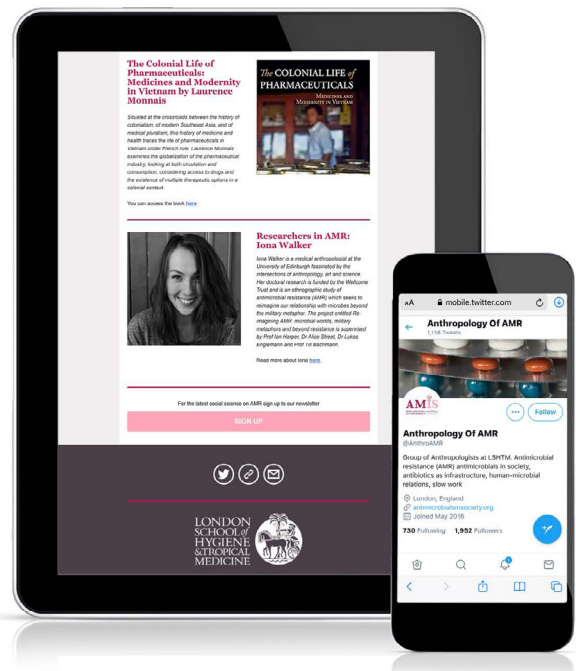 The Colonial Life of
Pharmaceuticals:
Medicines and Modernity
in Vietnam by Laurence
Monnais
Situated at the crossroads between the history of
colonialism, of modern Southeast Asia, and of
medical pluralism, this history of medicine and
health traces the life of pharmaceuticals in
Vietnam under French rule. Laurence Monnais
examines the globalization of the pharmaceutical
industry, looking at both circulation and
consumption, considering access to drugs and
the existence of multiple therapeutic options in a
colonial context.
You can access the book here
The COLONIAL LIFE of
PHARMACEUTICALS
MEDICINES AND
MODERNITY IN VIETNAM
Researchers in AMR:
Iona Walker
Iona Walker is a medical anthropologist at the
University of Edinburgh fascinated by the
intersections of anthropology, art and science.
Her doctoral research is funded by the Wellcome
Trust and is an ethnographic study of
antimicrobial resistance (AMR) which seeks to
reimagine our relationship with microbes beyond
the military metaphor. The project entitled Re-
imagining AMR: microbial worlds, military
metaphors and beyond resistance is supervised
by Prof Ian Harper, Dr Alice Street, Dr Lukas
Engelmann and Prof Till Bachmann.
Read more about Iona here.
For the latest social science on AMR sign up to our newsletter
SIGN UP
LONDON
SCHOOL of
HYGIENE
& TROPICAL
MEDICINE
AA mobile.twitter.com
Anthropology Of AMR
AMIS
Follow
Anthropology Of AMR
@AnthroAMR
Group of Anthropologists at LSHTM. Antimicrobial
resistance (AMR) antimicrobials in society,
antibiotics as infrastructure, human-microbial
relations, slow work
London, England
antimicrobialsinsociety.org
730 Following 1,952 Followers